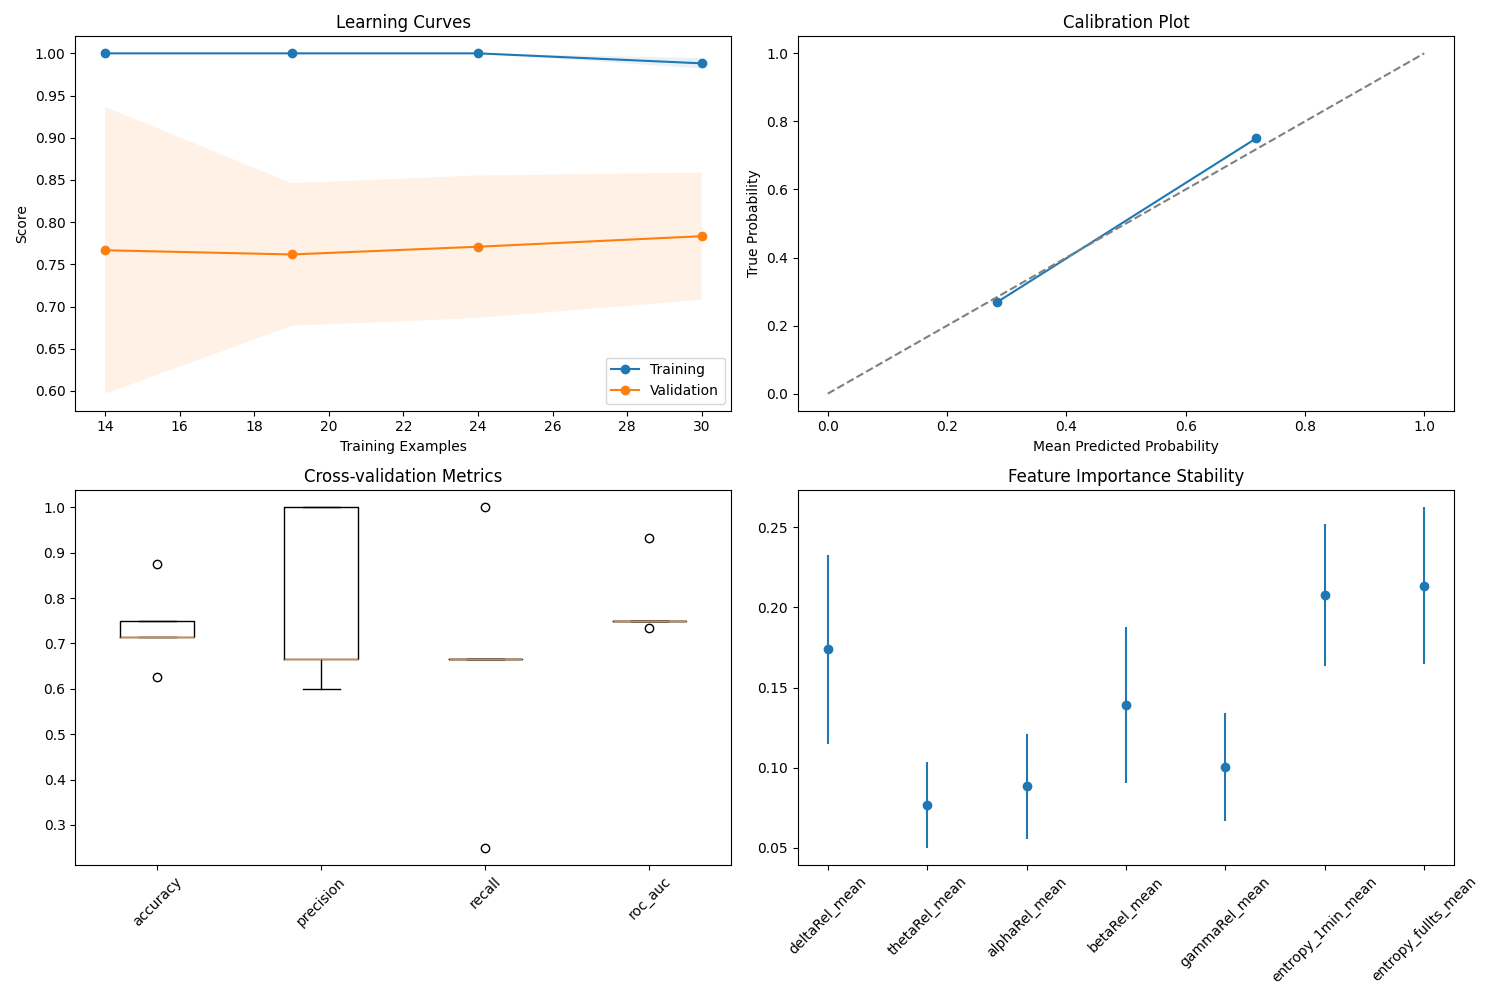 Learning Curves
1.00
0.95
0.90
0.85
0.80
0.75
0.70
0.65
0.60
Score
14 16 18 20 22 24 26 28 30
Training Examples
Training
Validation
Calibration Plot
1.0
0.8
0.6
0.4
0.2
0.0
True Probability
0.0 0.2 0.4 0.6 0.8 1.0
Mean Predicted Probability
Cross-validation Metrics
1.0
0.9
0.8
0.7
0.6
0.5
0.4
0.3
accuracy precision recall roc_auc
Feature Importance Stability
0.25
0.20
0.15
0.10
0.05
deltaRel_mean thetaRel_mean alphaRel_mean betaRel_mean gammaRel_mean entropy_1min_mean entropy_fullts_mean